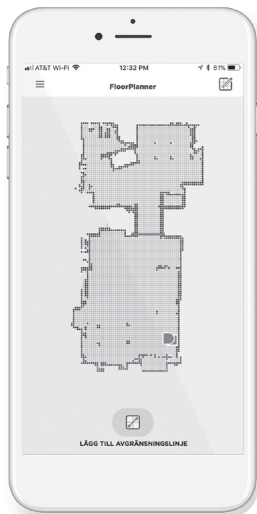 AT&T Wi-Fi 12:32 PM 61%
FloorPlanner
LÄGG TILL AVGRÄNSNINGSLINJE